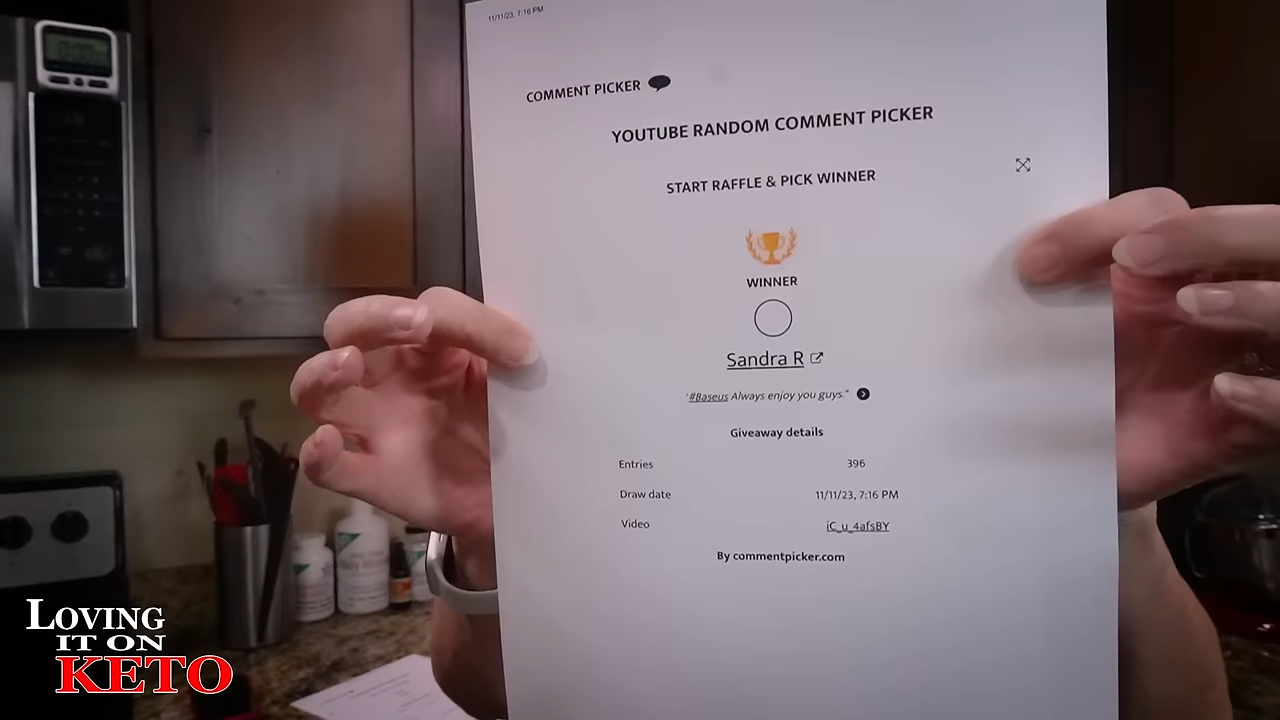 11/11/23, 7:16 PM
COMMENT PICKER
YOUTUBE RANDOM COMMENT PICKER
START RAFFLE & PICK WINNER
WINNER
Sandra R
"#Baseus Always enjoy you guys."
Giveaway details
Entries 396
Draw date 11/11/23, 7:16 PM
Video iC_u_4afsBY
By commentpicker.com
LOVING
IT ON
KETO